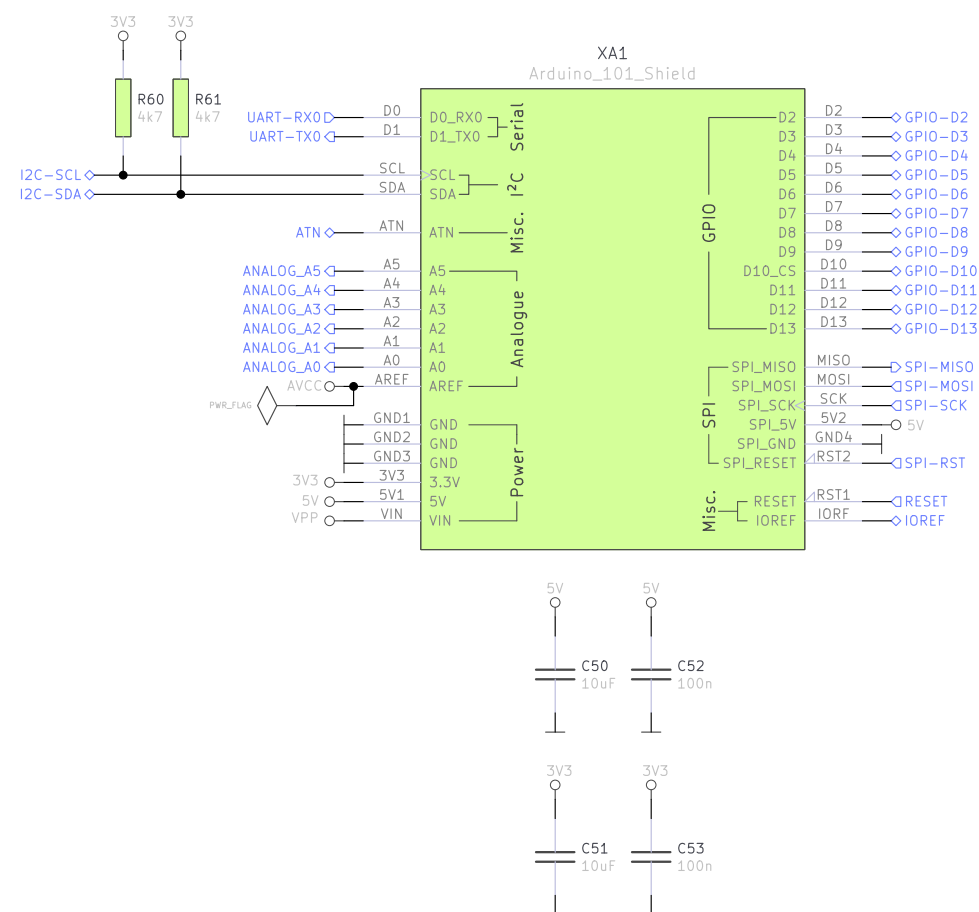 3V3 3V3
XA1
Arduino_101_Shield
R60 R61
4k7 4k7
UART-RX0 D0 D0_RX0 D2 D2 GPIO-D2
UART-TX0 D1 D1_TX0 D3 D3 GPIO-D3
Serial
D4 D4 GPIO-D4
I2C-SCL SCL SCL D5 D5 GPIO-D5
I2C-SDA SDA SDA D6 D6 GPIO-D6
I²C
D7 D7 GPIO-D7
ATN ATN ATN D8 D8 GPIO-D8
Misc.
GPIO
D9 D9 GPIO-D9
ANALOG_A5 A5 A5 D10_CS D10 GPIO-D10
ANALOG_A4 A4 A4 D11 D11 GPIO-D11
ANALOG_A3 A3 A3 D12 D12 GPIO-D12
ANALOG_A2 A2 A2 D13 D13 GPIO-D13
Analogue
ANALOG_A1 A1 A1
ANALOG_A0 A0 A0 SPI_MISO MISO SPI-MISO
AVCC AREF AREF SPI_MOSI MOSI SPI-MOSI
PWR_FLAG SPI_SCK SCK SPI-SCK
SPI
GND1 GND SPI_5V 5V2 5V
GND2 GND SPI_GND GND4
GND3 GND SPI_RESET RST2 SPI-RST
3V3 3V3 3.3V
Power
5V 5V1 5V RESET RST1 RESET
VPP VIN VIN IOREF IORF IOREF
Misc.
5V 5V
C50 C52
10uF 100n
3V3 3V3
C51 C53
10uF 100n